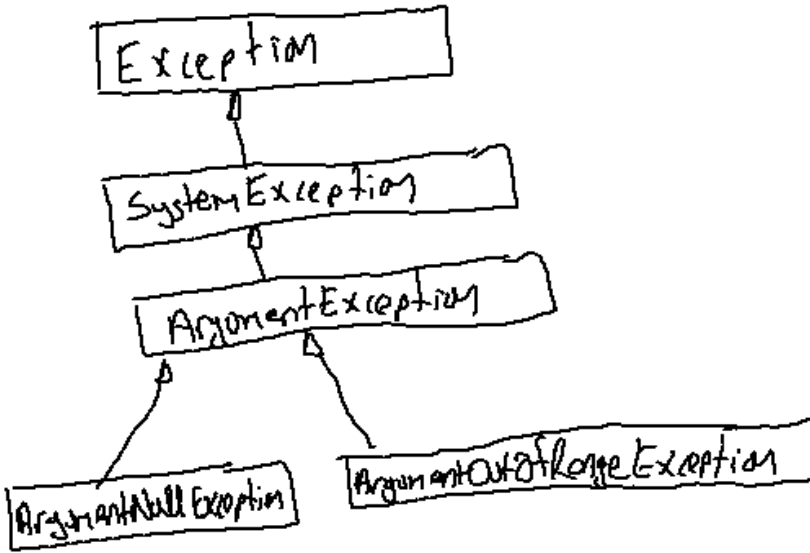 Exception
SystemException
ArgumentException
ArgumentNullException
ArgumentOutOfRangeException